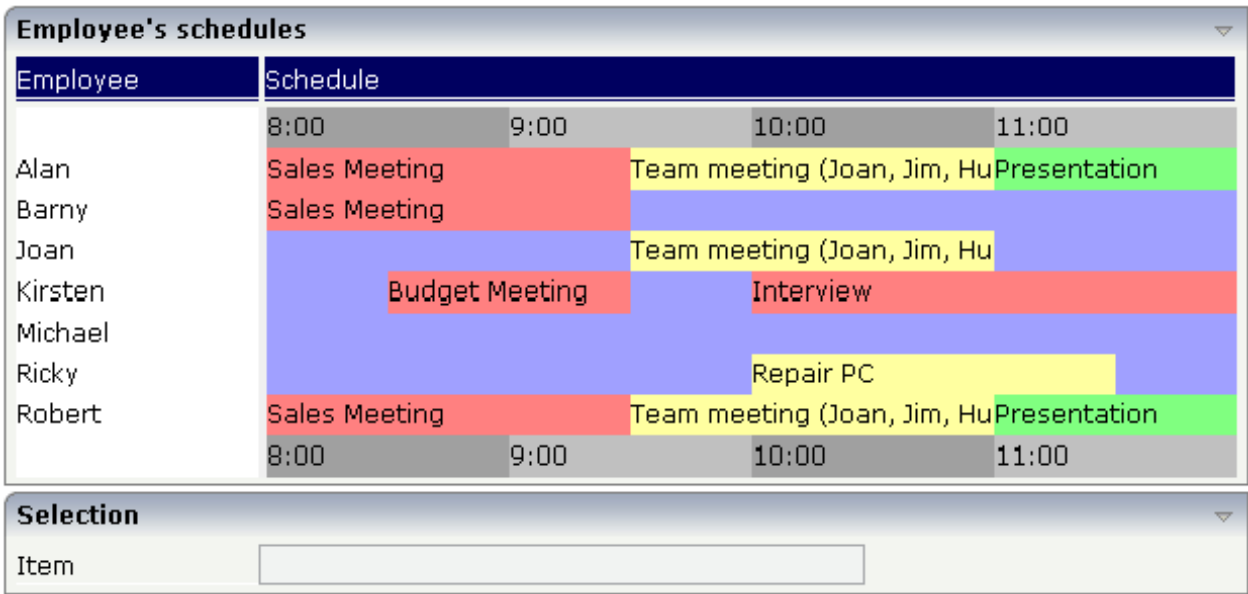 Employee's schedules
Employee Schedule
8:00 9:00 10:00 11:00
Alan Sales Meeting Team meeting (Joan, Jim, Hu Presentation
Barny Sales Meeting
Joan Team meeting (Joan, Jim, Hu
Kirsten Budget Meeting Interview
Michael
Ricky Repair PC
Robert Sales Meeting Team meeting (Joan, Jim, Hu Presentation
8:00 9:00 10:00 11:00
Selection
Item